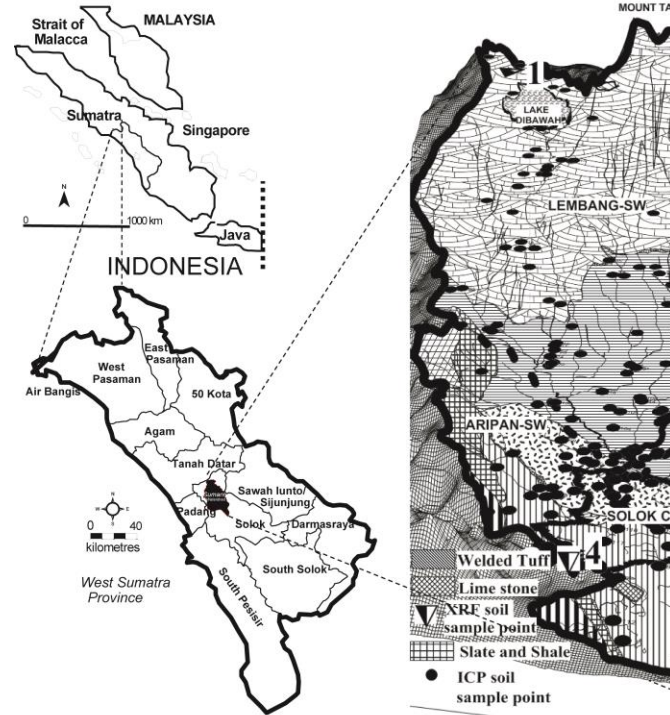 MALAYSIA
Strait of
Malacca
Sumatra
Singapore
N
0
1000 km
Java
INDONESIA
East
Pasaman
West
Pasaman
Air Bangis
50 Kota
Agam
Tanah Datar
Sawah lunto/
Sijunjung
Padang
Solok
Darmasraya
South Solok
South Pesisir
N
0 40
kilometres
West Sumatra
Province
MOUNT TA
1
LAKE
DIBAWAH
LEMBANG-SW
ARIPAN-SW
SOLOK C
4
Welded Tuff
Lime stone
XRF soil
sample point
Slate and Shale
ICP soil
sample point